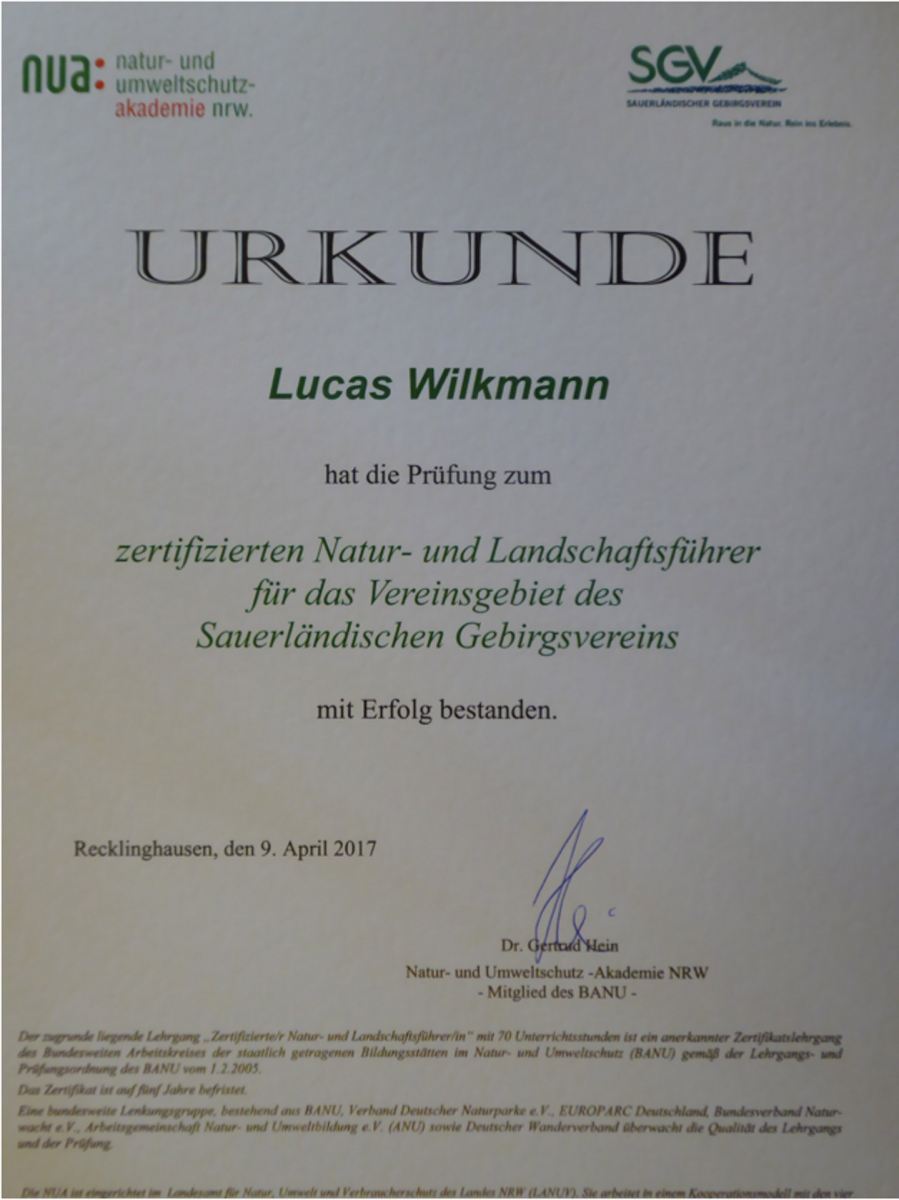 nua: natur- und
umweltschutz-
akademie nrw.
SGV
SAUERLÄNDISCHER GEBIRGSVEREIN
Raus in die Natur. Rein ins Erlebnis.
URKUNDE
Lucas Wilkmann
hat die Prüfung zum
zertifizierten Natur- und Landschaftsführer
für das Vereinsgebiet des
Sauerländischen Gebirgsvereins
mit Erfolg bestanden.
Recklinghausen, den 9. April 2017
Dr. Gertrud Hein
Natur- und Umweltschutz -Akademie NRW
- Mitglied des BANU -
Der zugrunde liegende Lehrgang „Zertifizierte/r Natur- und Landschaftsführer/in“ mit 70 Unterrichtsstunden ist ein anerkannter Zertifikatslehrgang
des Bundesweiten Arbeitskreises der staatlich getragenen Bildungsstätten im Natur- und Umweltschutz (BANU) gemäß der Lehrgangs- und
Prüfungsordnung des BANU vom 1.2.2005.
Das Zertifikat ist auf fünf Jahre befristet.
Eine bundesweite Lenkungsgruppe, bestehend aus BANU, Verband Deutscher Naturparke e.V., EUROPARC Deutschland, Bundesverband Natur-
wacht e.V., Arbeitsgemeinschaft Natur- und Umweltbildung e.V. (ANU) sowie Deutscher Wanderverband überwacht die Qualität des Lehrgangs
und der Prüfung.
Die NUA ist eingerichtet im Landesamt für Natur, Umwelt und Verbraucherschutz des Landes NRW (LANUV). Sie arbeitet in einem Kooperationsmodell mit den vier